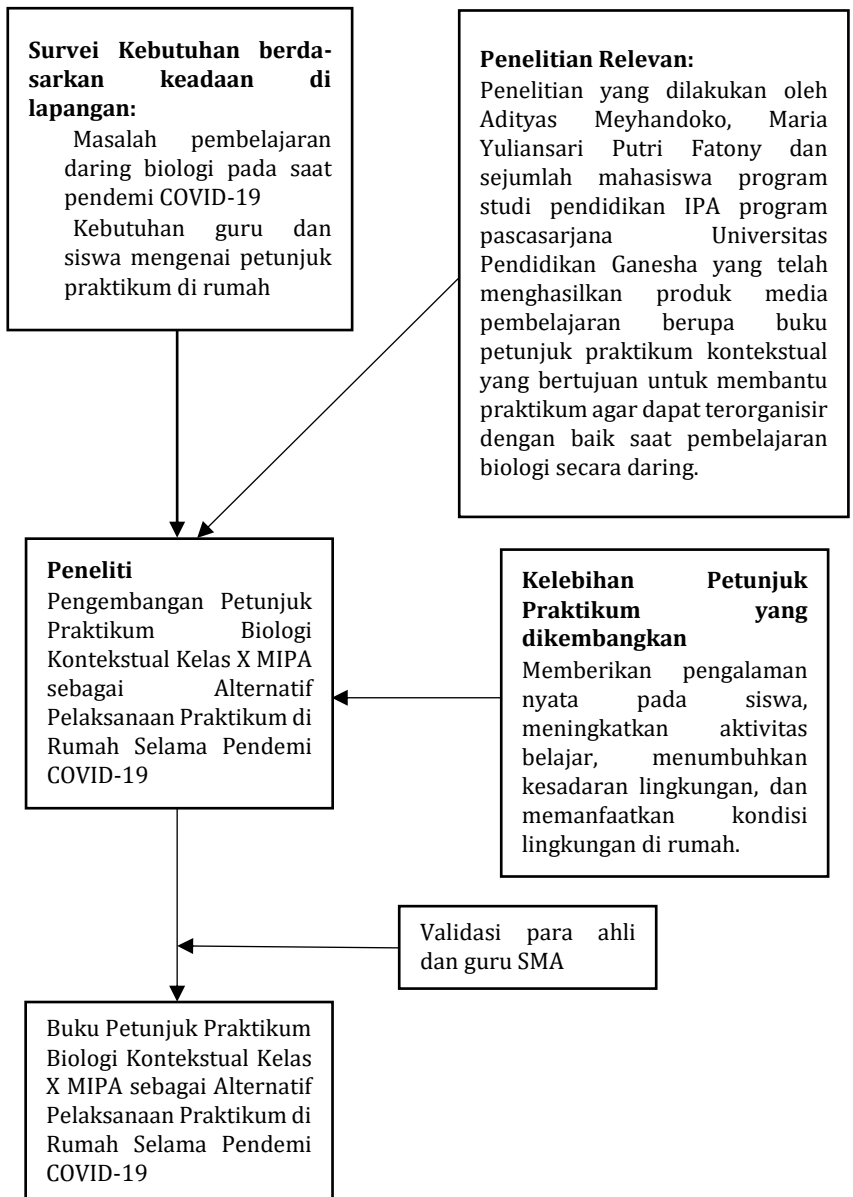 Survei Kebutuhan berda-
sarkan keadaan di
lapangan:
Masalah pembelajaran
daring biologi pada saat
pendemi COVID-19
Kebutuhan guru dan
siswa mengenai petunjuk
praktikum di rumah
Penelitian Relevan:
Penelitian yang dilakukan oleh
Adityas Meyhandoko, Maria
Yuliansari Putri Fatony dan
sejumlah mahasiswa program
studi pendidikan IPA program
pascasarjana Universitas
Pendidikan Ganesha yang telah
menghasilkan produk media
pembelajaran berupa buku
petunjuk praktikum kontekstual
yang bertujuan untuk membantu
praktikum agar dapat terorganisir
dengan baik saat pembelajaran
biologi secara daring.
Peneliti
Pengembangan Petunjuk
Praktikum Biologi
Kontekstual Kelas X MIPA
sebagai Alternatif
Pelaksanaan Praktikum di
Rumah Selama Pendemi
COVID-19
Kelebihan Petunjuk
Praktikum yang
dikembangkan
Memberikan pengalaman
nyata pada siswa,
meningkatkan aktivitas
belajar, menumbuhkan
kesadaran lingkungan, dan
memanfaatkan kondisi
lingkungan di rumah.
Validasi para ahli
dan guru SMA
Buku Petunjuk Praktikum
Biologi Kontekstual Kelas
X MIPA sebagai Alternatif
Pelaksanaan Praktikum di
Rumah Selama Pendemi
COVID-19